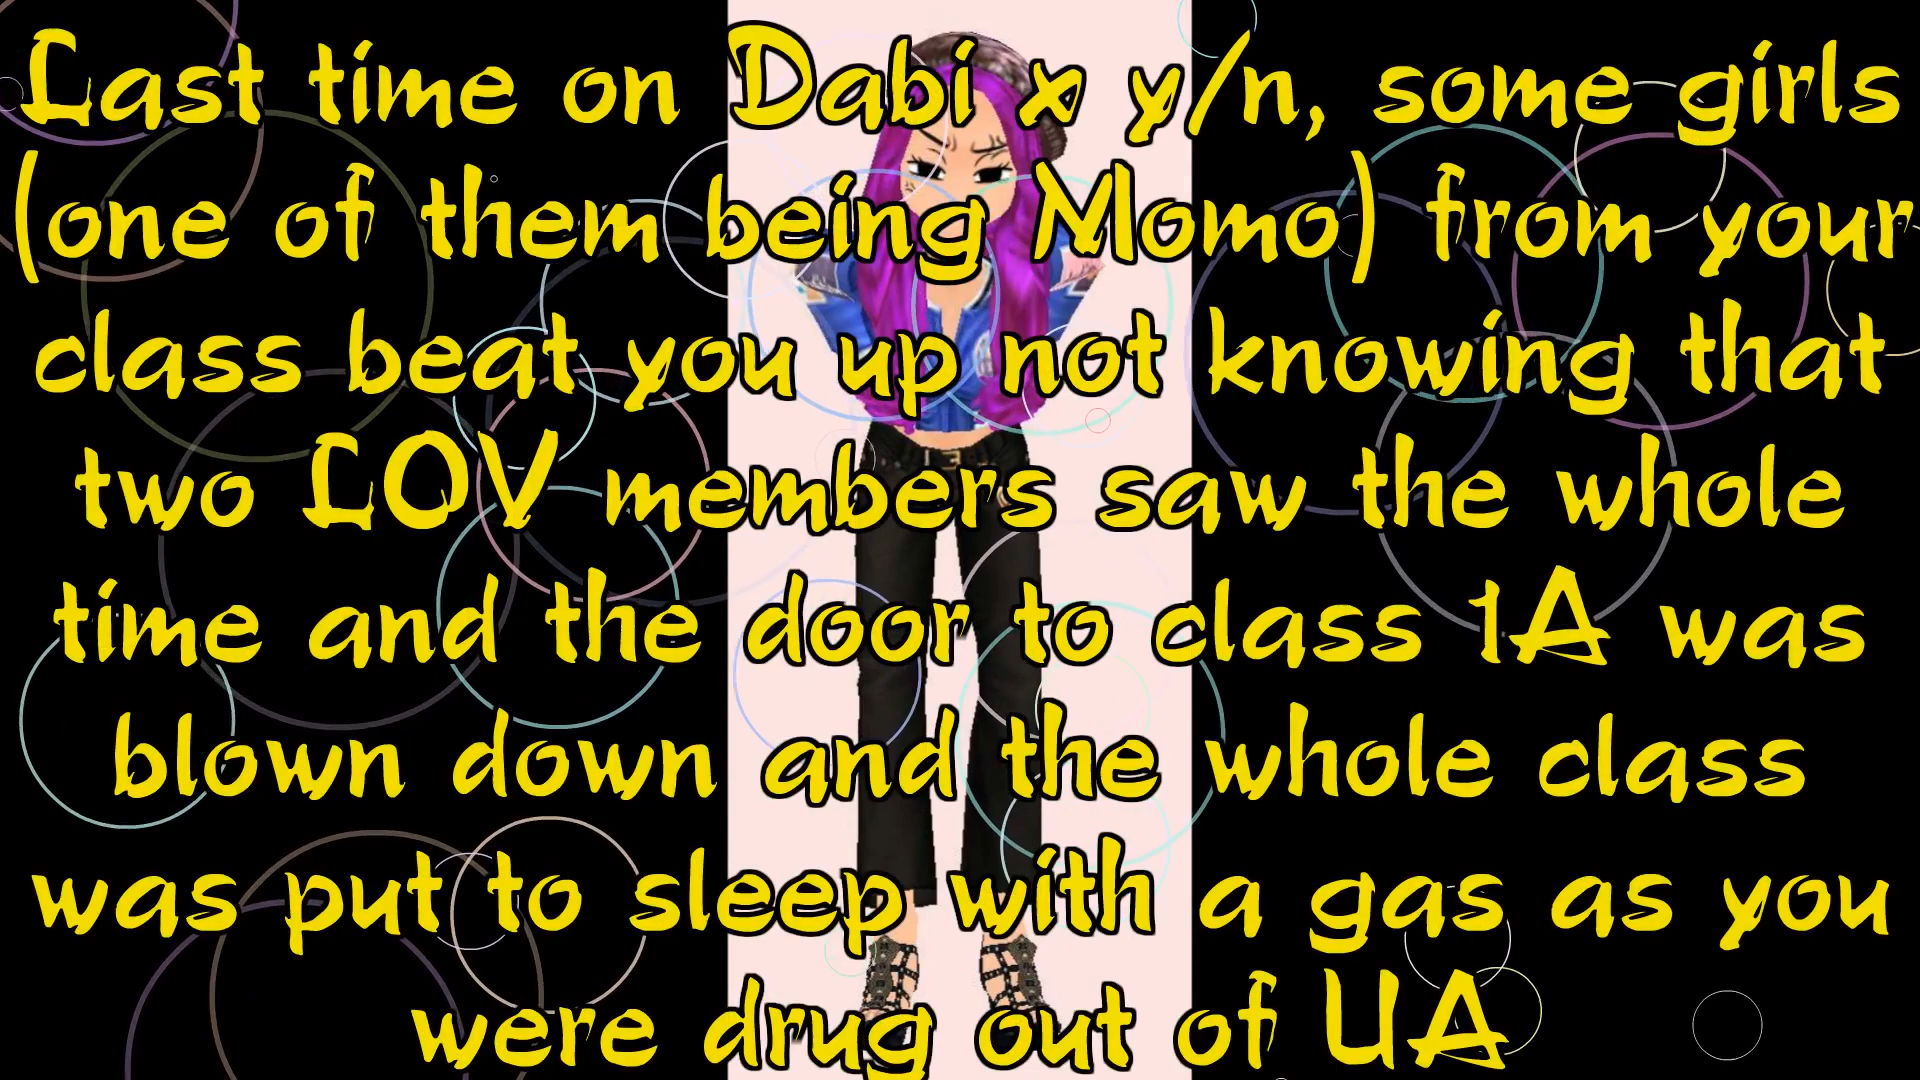 Last time on Dabi x y/n, some girls
(one of them being Momo) from your
class beat you up not knowing that
two LOV members saw the whole
time and the door to class 1A was
blown down and the whole class
was put to sleep with a gas as you
were drug out of UA